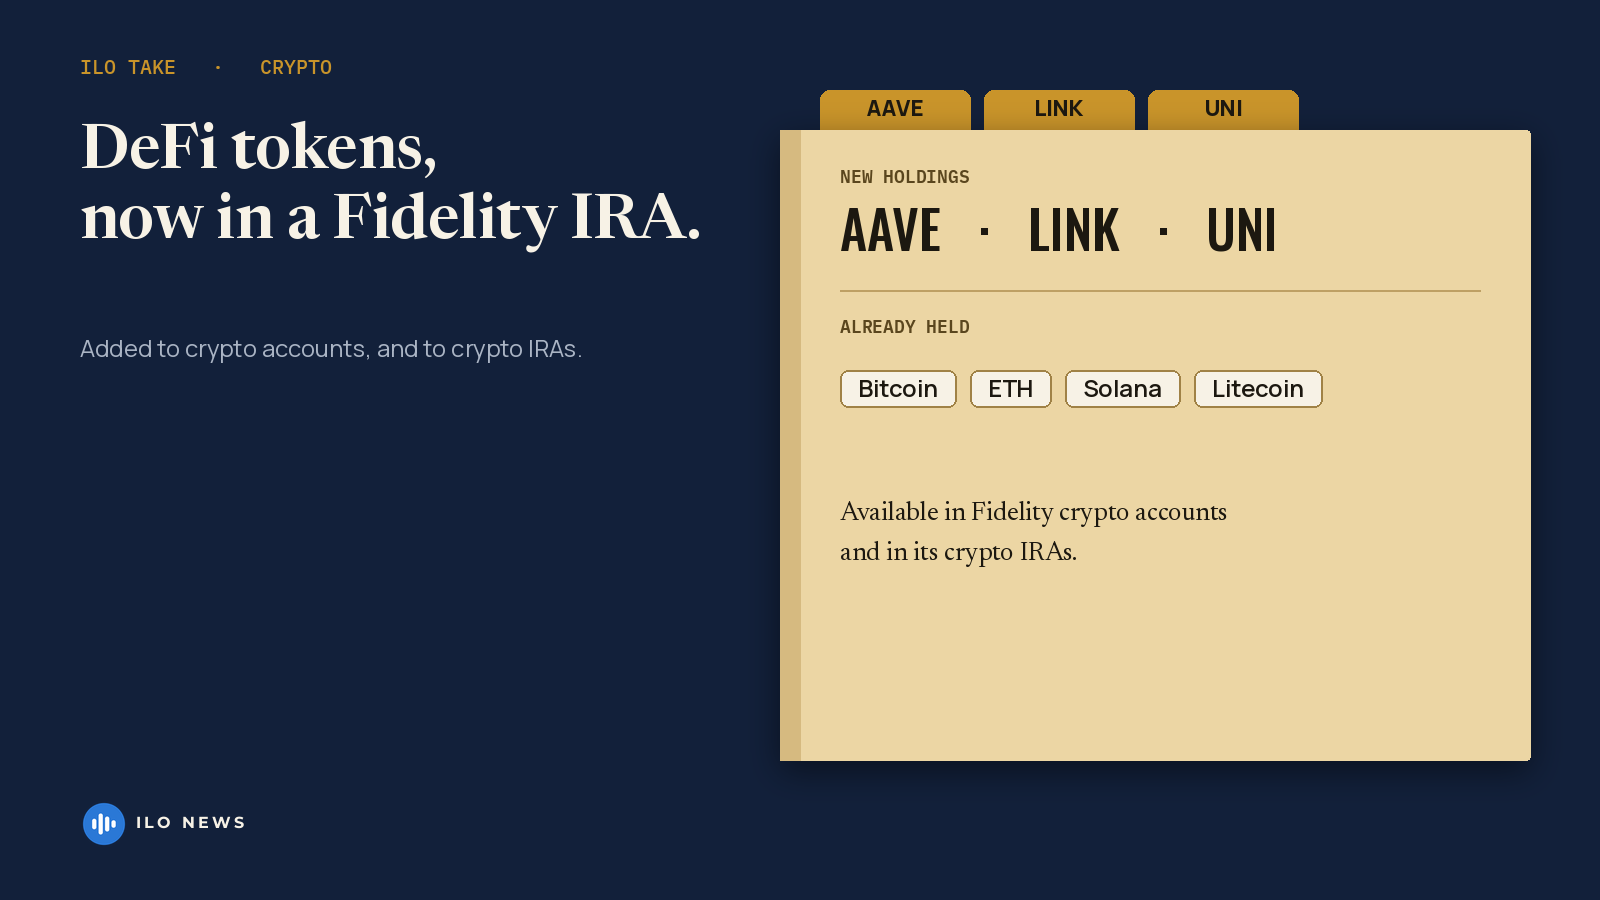 ILO TAKE · CRYPTO
DeFi tokens,
now in a Fidelity IRA.
Added to crypto accounts, and to crypto IRAs.
AAVE LINK UNI
NEW HOLDINGS
AAVE · LINK · UNI
ALREADY HELD
Bitcoin ETH Solana Litecoin
Available in Fidelity crypto accounts
and in its crypto IRAs.
ILO NEWS